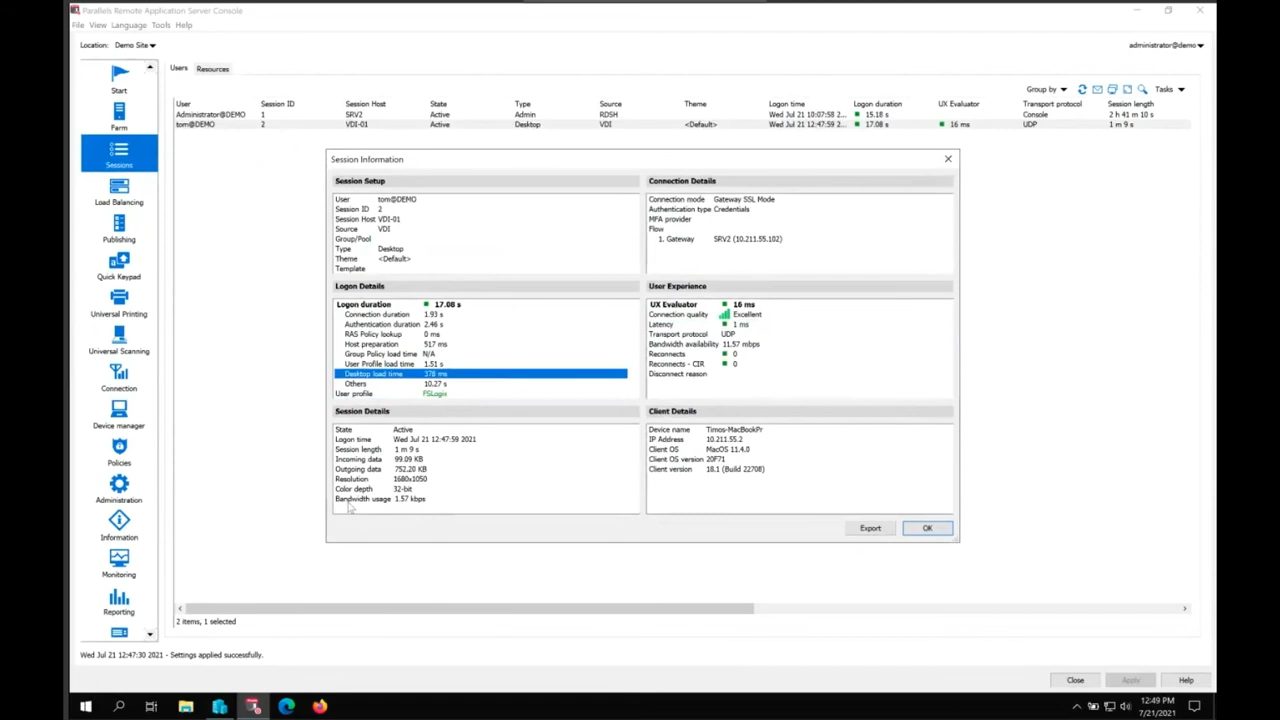 Parallels Remote Application Server Console
File View Language Tools Help
Location: Demo Site
administrator@demo
Users Resources
Group by Tasks
User Session ID Session Host State Type Source Theme Logon time Logon duration UX Evaluator Transport protocol Session length
Administrator@DEMO 1 SRV2 Active Admin RDSH Wed Jul 21 10:07:58 2... 15.18 s Console 2 h 41 m 10 s
tom@DEMO 2 VDI-01 Active Desktop VDI <Default> Wed Jul 21 12:47:59 2... 17.08 s 16 ms UDP 1 m 9 s
Start
Farm
Sessions
Load Balancing
Publishing
Quick Keypad
Universal Printing
Universal Scanning
Connection
Device manager
Policies
Administration
Information
Monitoring
Reporting
Session Information
Session Setup
User tom@DEMO
Session ID 2
Session Host VDI-01
Source VDI
Group/Pool
Type Desktop
Theme <Default>
Template
Connection Details
Connection mode Gateway SSL Mode
Authentication type Credentials
MFA provider
Flow
1. Gateway SRV2 (10.211.55.102)
Logon Details
Logon duration 17.08 s
Connection duration 1.93 s
Authentication duration 2.46 s
RAS Policy lookup 0 ms
Host preparation 517 ms
Group Policy load time N/A
User Profile load time 1.51 s
Desktop load time 378 ms
Others 10.27 s
User profile FSLogix
User Experience
UX Evaluator 16 ms
Connection quality Excellent
Latency 1 ms
Transport protocol UDP
Bandwidth availability 11.57 mbps
Reconnects 0
Reconnects - CIR 0
Disconnect reason
Session Details
State Active
Logon time Wed Jul 21 12:47:59 2021
Session length 1 m 9 s
Incoming data 99.09 KB
Outgoing data 752.20 KB
Resolution 1680x1050
Color depth 32-bit
Bandwidth usage 1.57 kbps
Client Details
Device name Timos-MacBookPr
IP Address 10.211.55.2
Client OS MacOS 11.4.0
Client OS version 20F71
Client version 18.1 (Build 22708)
Export OK
2 items, 1 selected
Wed Jul 21 12:47:30 2021 - Settings applied successfully.
Close Apply Help
12:49 PM
7/21/2021